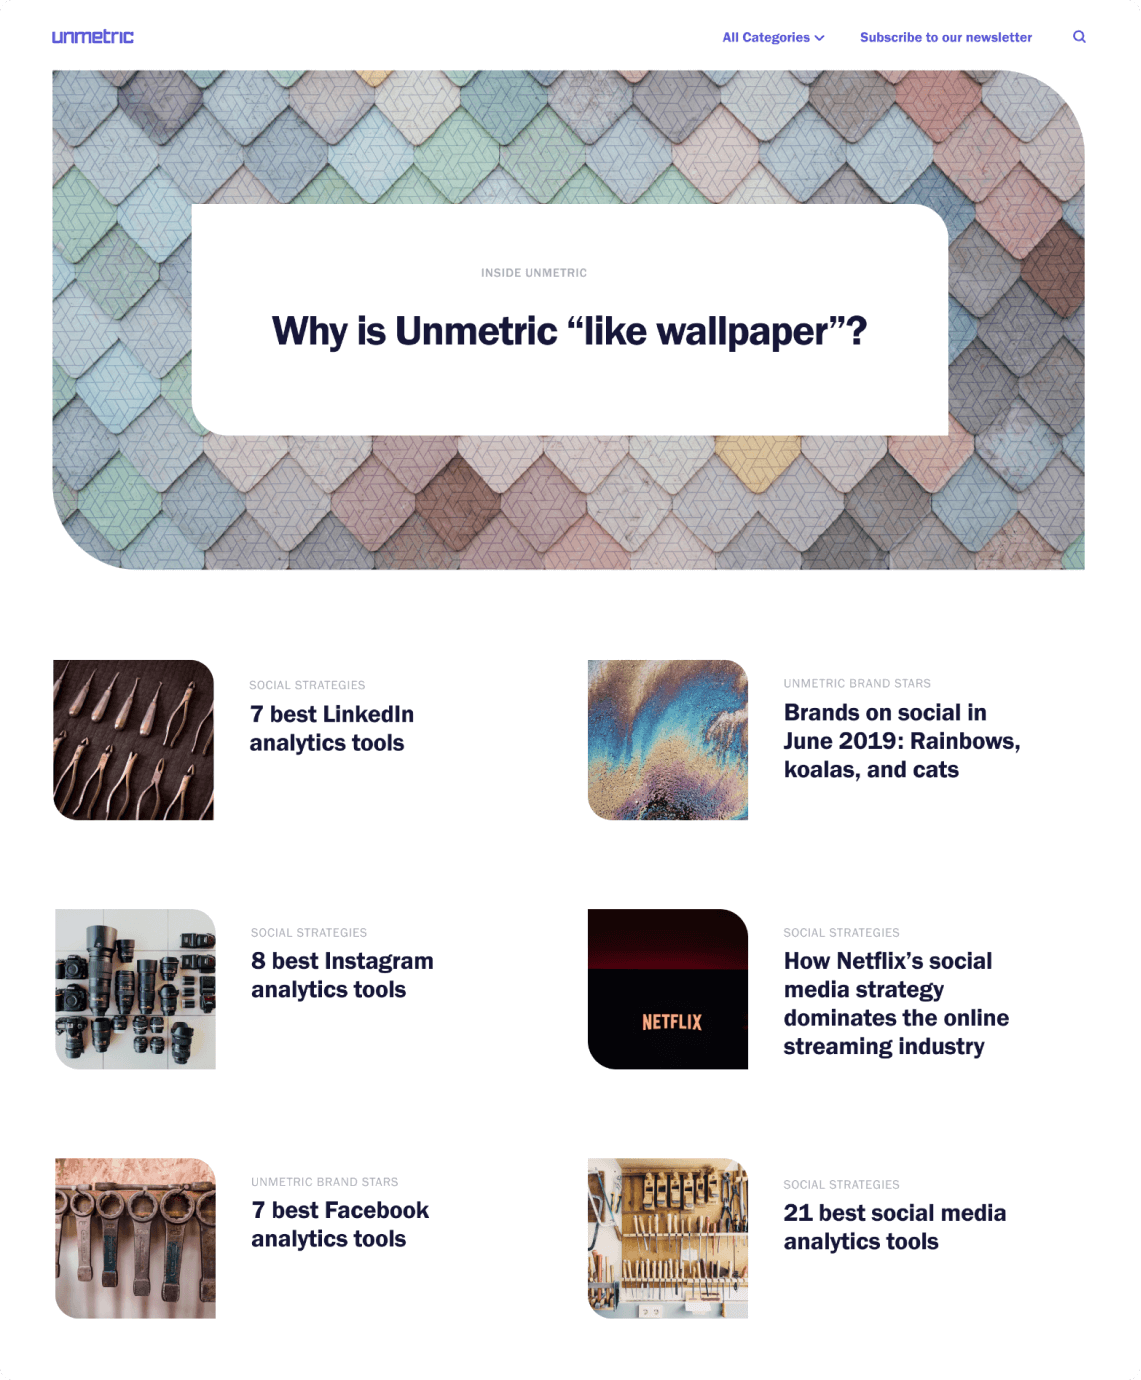 unmetric
All Categories
Subscribe to our newsletter
INSIDE UNMETRIC
Why is Unmetric “like wallpaper”?
SOCIAL STRATEGIES
7 best LinkedIn
analytics tools
UNMETRIC BRAND STARS
Brands on social in
June 2019: Rainbows,
koalas, and cats
SOCIAL STRATEGIES
8 best Instagram
analytics tools
NETFLIX
SOCIAL STRATEGIES
How Netflix’s social
media strategy
dominates the online
streaming industry
UNMETRIC BRAND STARS
7 best Facebook
analytics tools
SOCIAL STRATEGIES
21 best social media
analytics tools